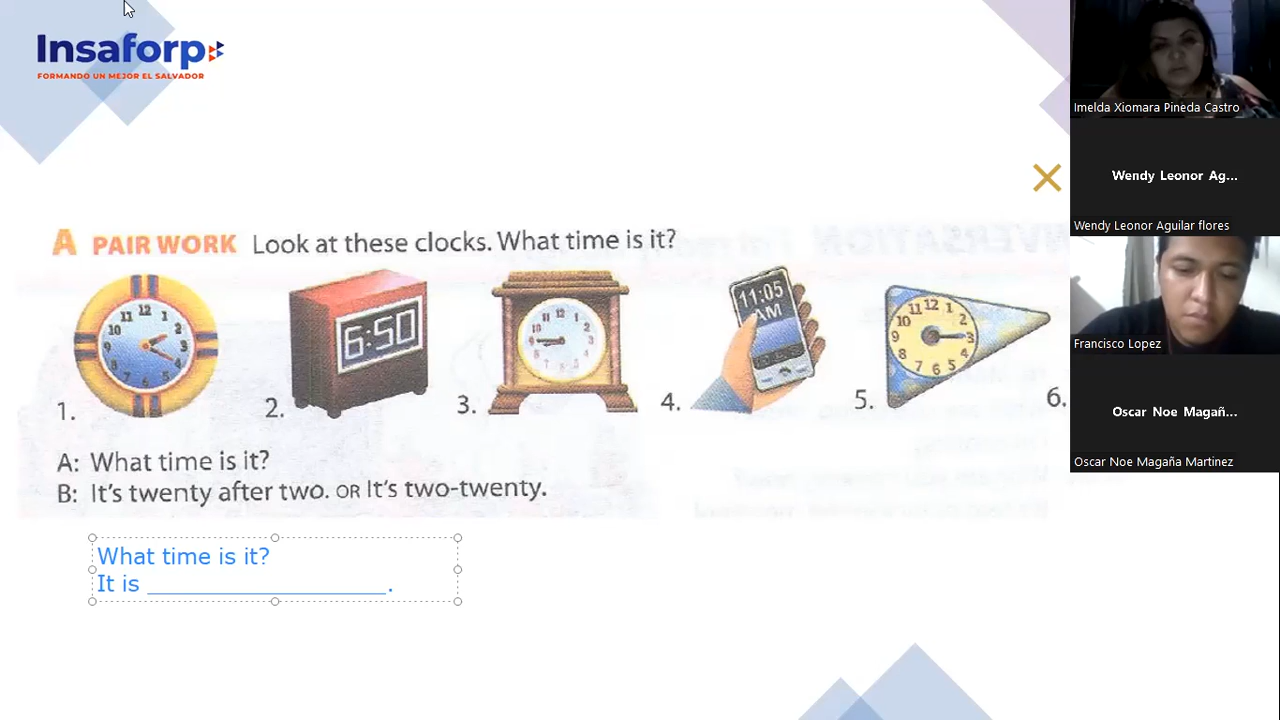 Insaforp
FORMANDO UN MEJOR EL SALVADOR
A PAIR WORK Look at these clocks. What time is it?
1.
2. 6:50
3.
4. 11:05 AM
5.
6.
A: What time is it?
B: It's twenty after two. OR It's two-twenty.
What time is it?
It is __________________.
Imelda Xiomara Pineda Castro
Wendy Leonor Ag...
Wendy Leonor Aguilar flores
Francisco Lopez
Oscar Noe Magañ...
Oscar Noe Magaña Martinez